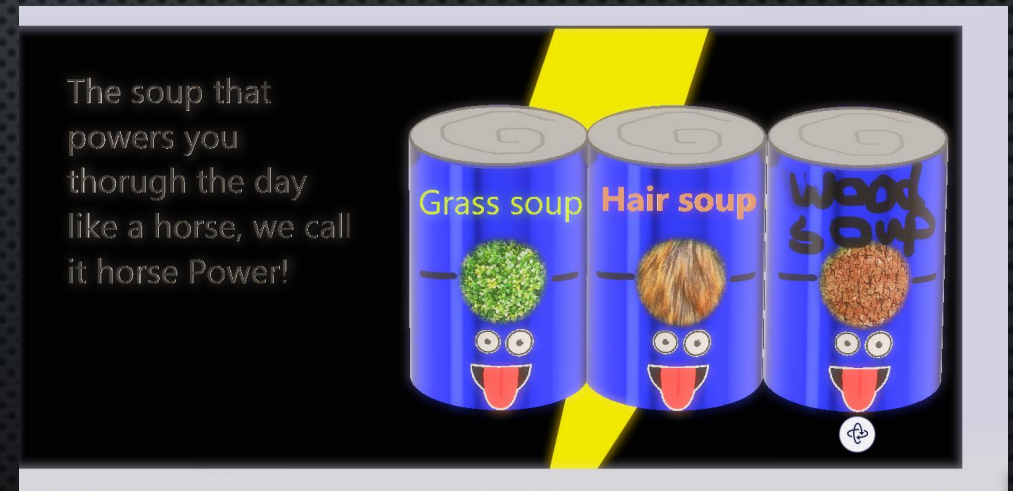 The soup that
powers you
thorugh the day
like a horse, we call
it horse Power!
Grass soup
Hair soup
wood
soup